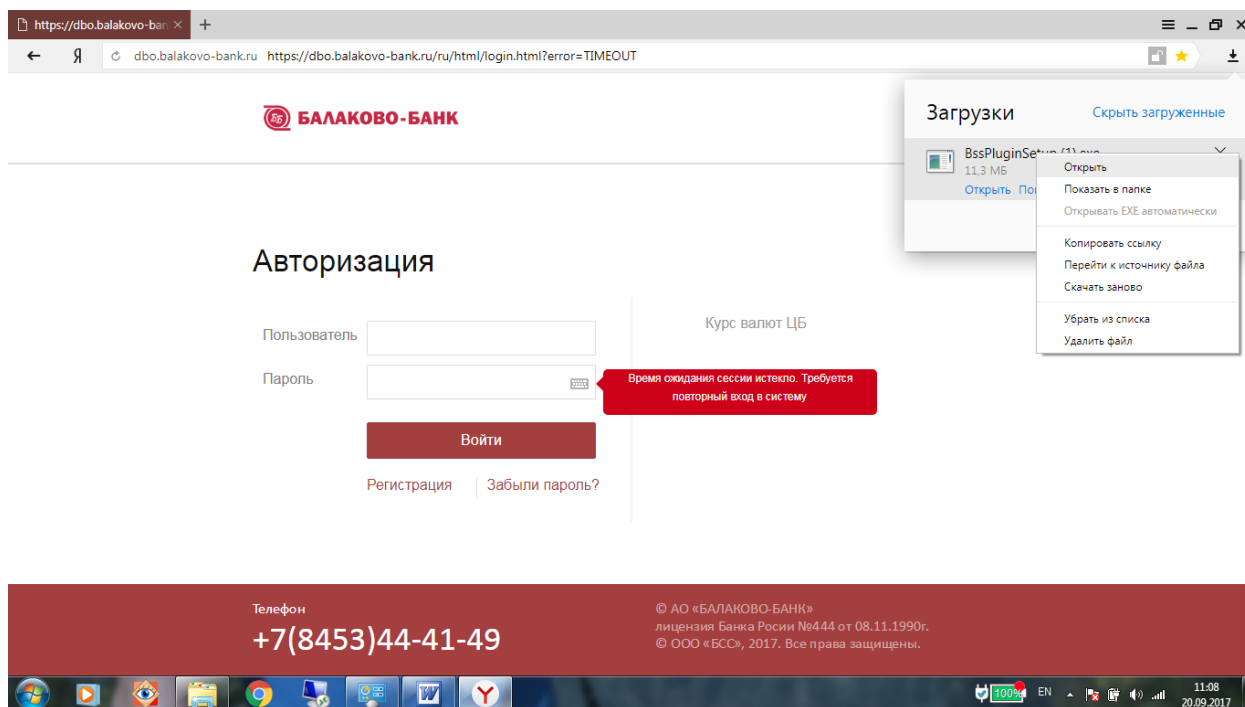 https://dbo.balakovo-ban
dbo.balakovo-bank.ru https://dbo.balakovo-bank.ru/ru/html/login.html?error=TIMEOUT
ББ БАЛАКОВО-БАНК
Загрузки Скрыть загруженные
BssPluginSetup (1).exe
11,3 МБ
Открыть
Открыть
Показать в папке
Открывать EXE автоматически
Копировать ссылку
Перейти к источнику файла
Скачать заново
Убрать из списка
Удалить файл
Авторизация
Пользователь
Пароль
Войти
Регистрация Забыли пароль?
Курс валют ЦБ
Время ожидания сессии истекло. Требуется
повторный вход в систему
Телефон
+7(8453)44-41-49
© АО «БАЛАКОВО-БАНК»
лицензия Банка Росии №444 от 08.11.1990г.
© ООО «БСС», 2017. Все права защищены.
100% EN 11:08
20.09.2017